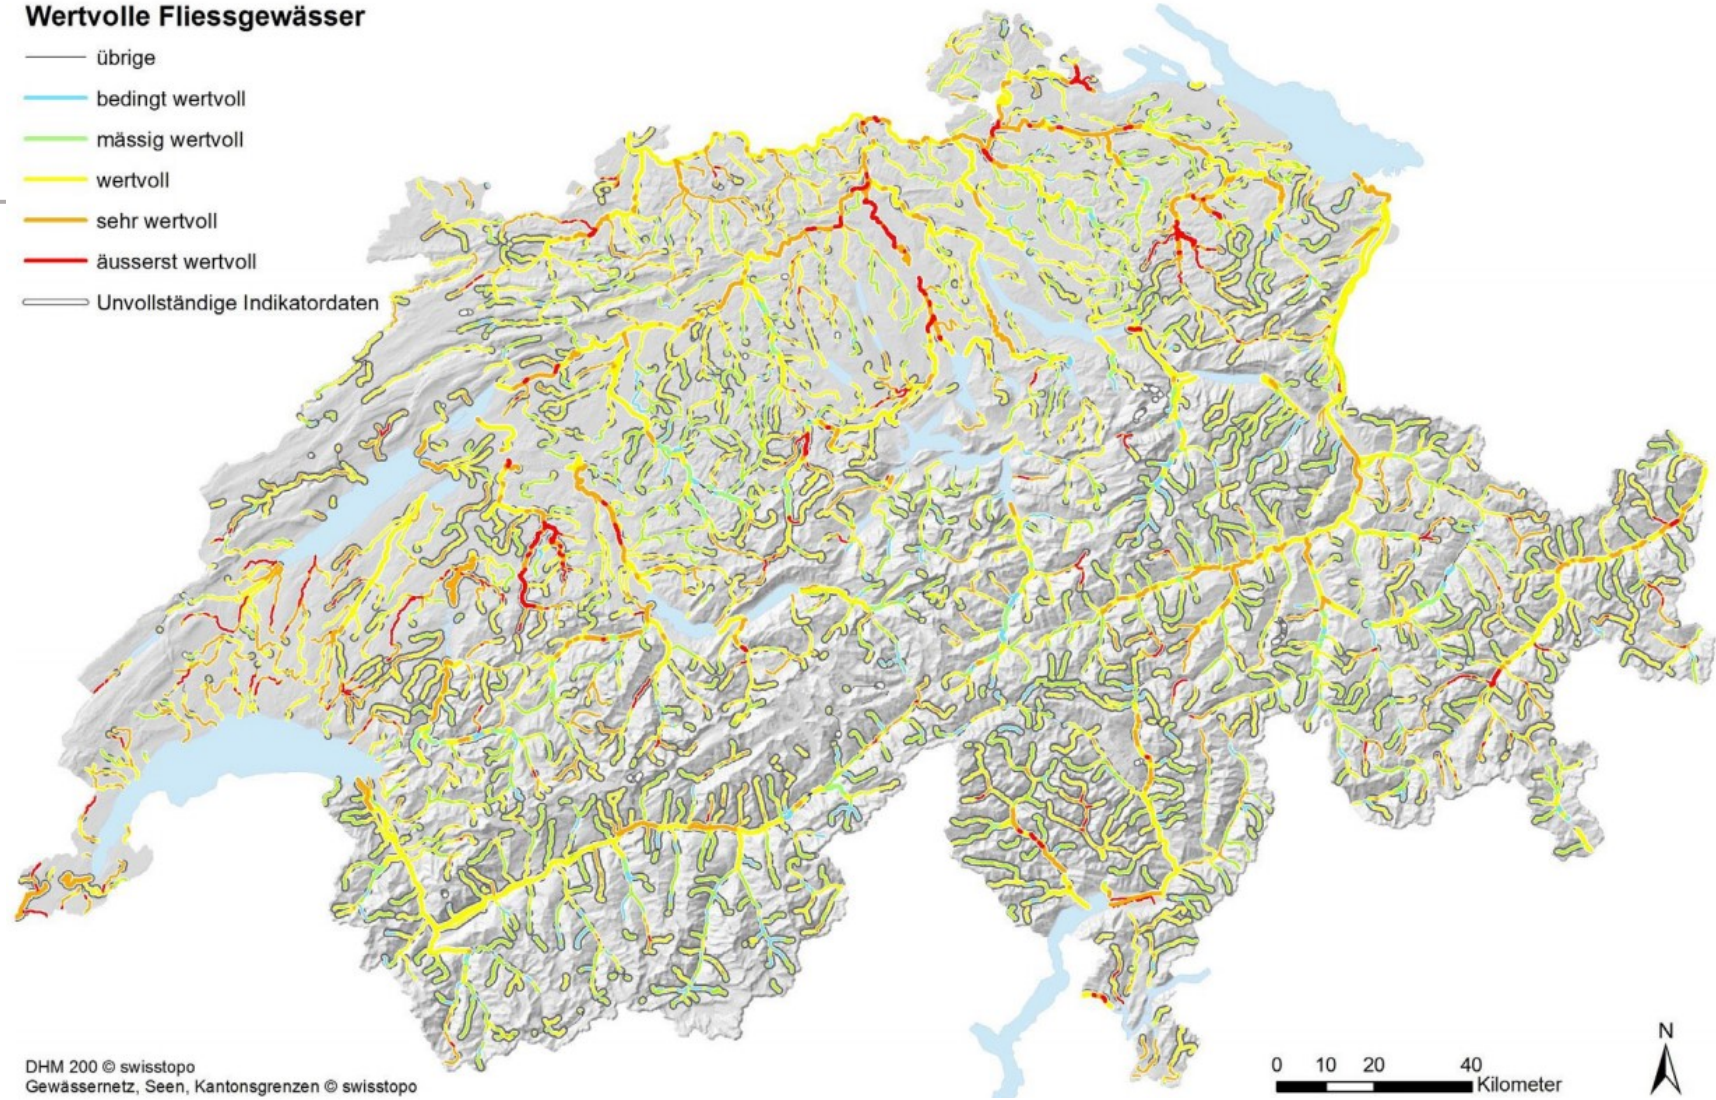 Wertvolle Fliessgewässer
übrige
bedingt wertvoll
mässig wertvoll
wertvoll
sehr wertvoll
äusserst wertvoll
Unvollständige Indikatordaten
DHM 200 © swisstopo
Gewässernetz, Seen, Kantonsgrenzen © swisstopo
0 10 20 40
Kilometer
N